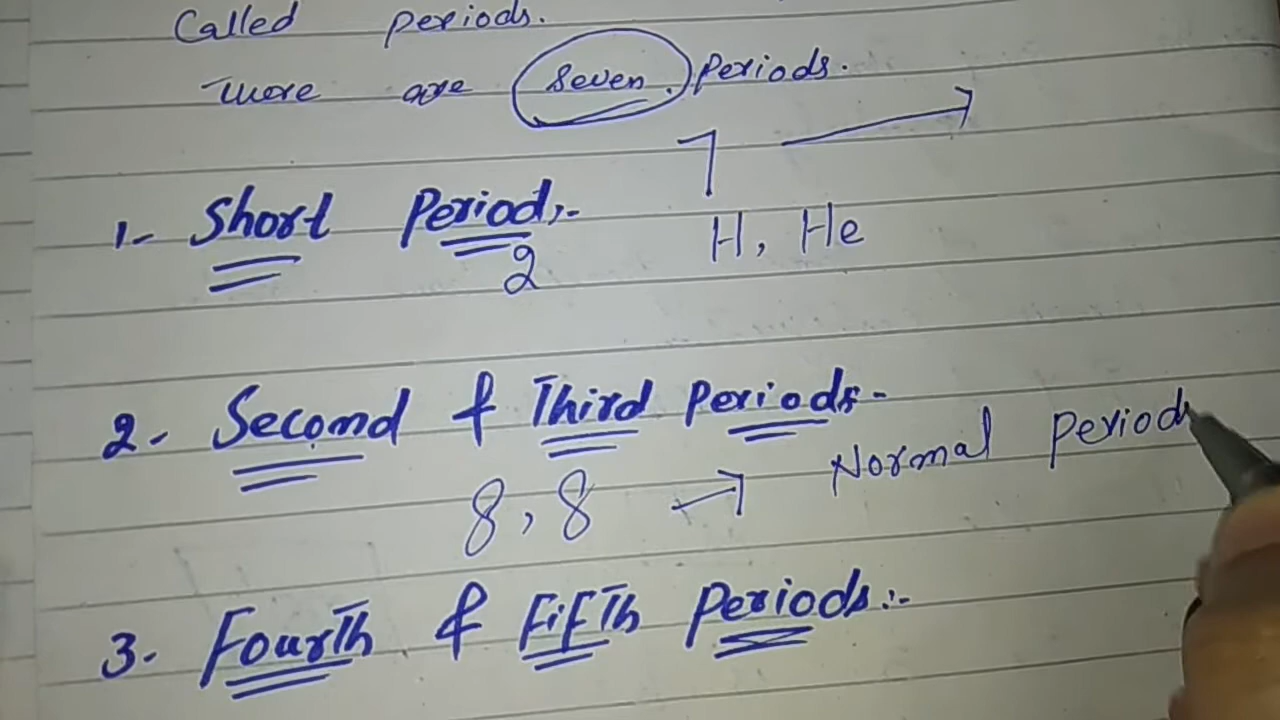 Called periods.
There are seven. periods.
7 →
1- Short Period:-
H, He
2
2- Second & Third Periods:-
8, 8 → Normal periods
3- Fourth & Fifth Periods:-